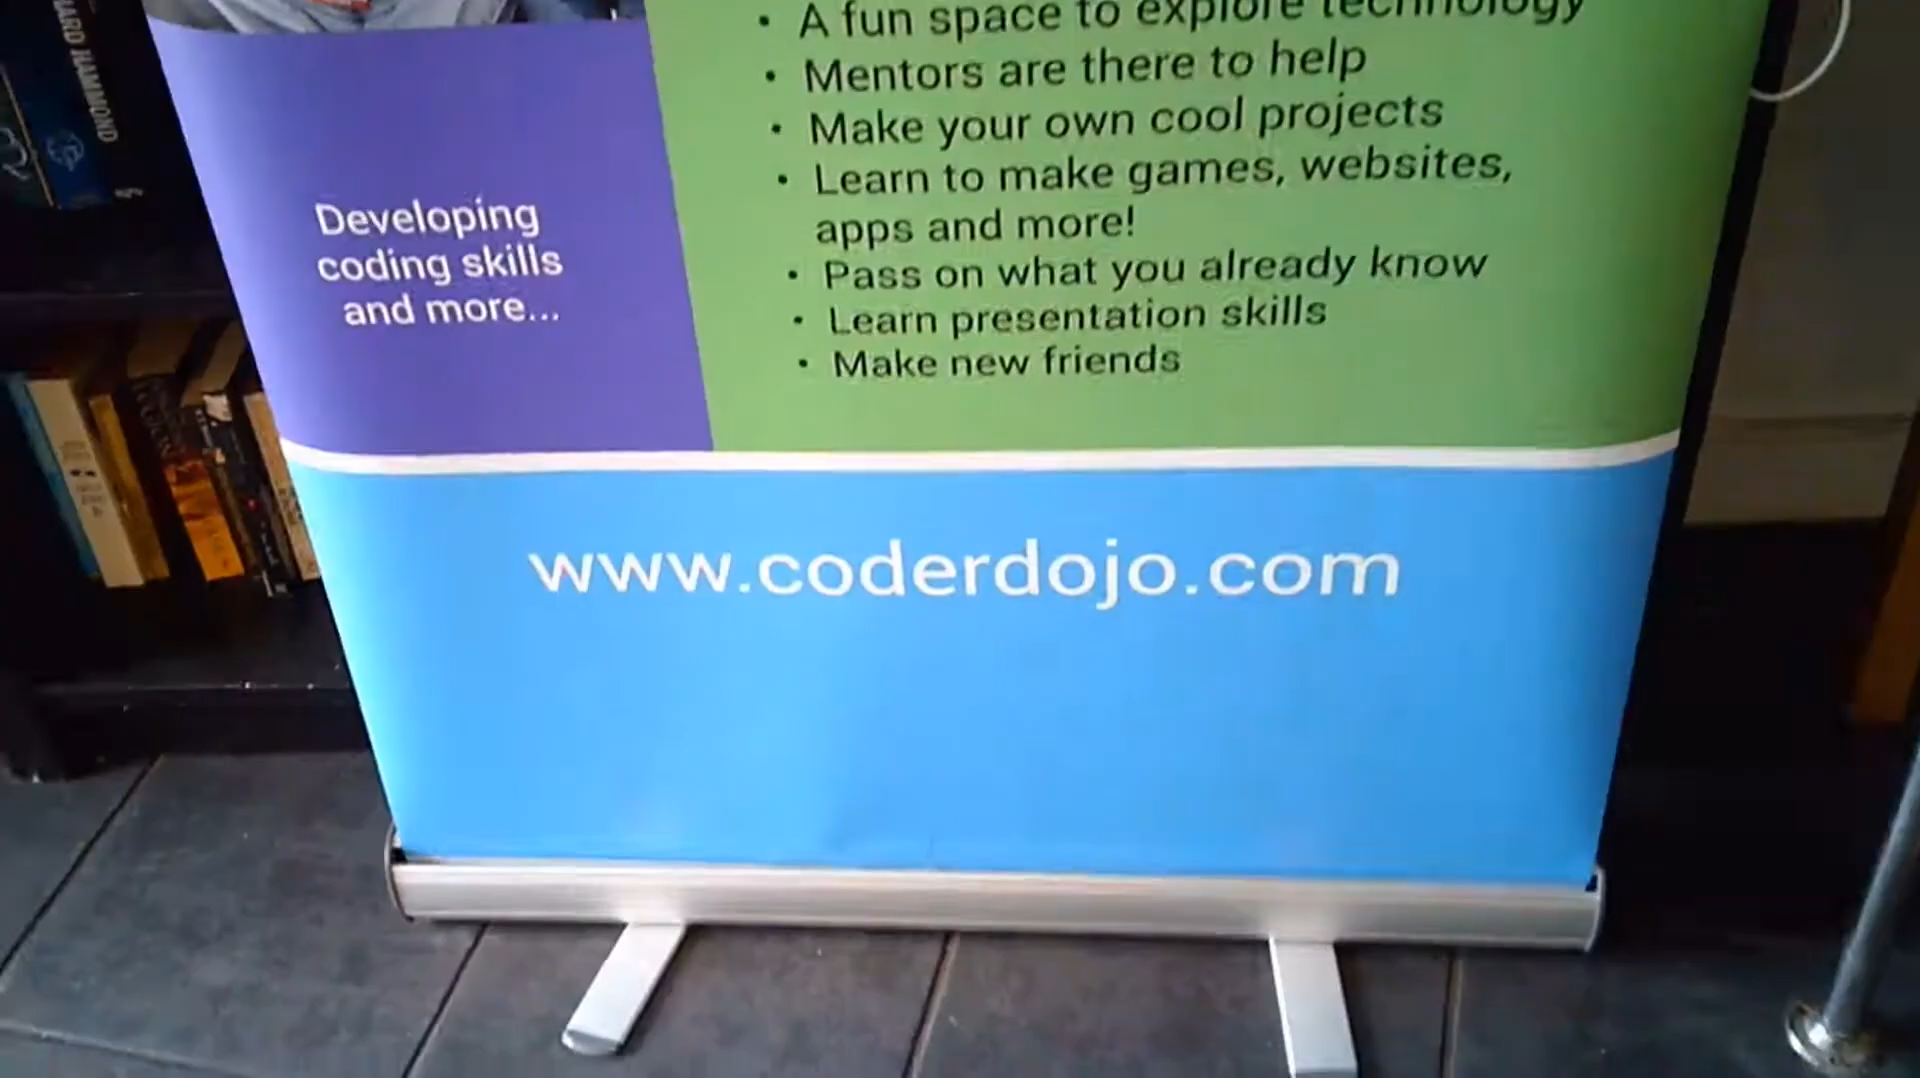 • A fun space to explore technology
• Mentors are there to help
• Make your own cool projects
• Learn to make games, websites,
apps and more!
• Pass on what you already know
• Learn presentation skills
• Make new friends
Developing
coding skills
and more...
www.coderdojo.com
HAMMOND